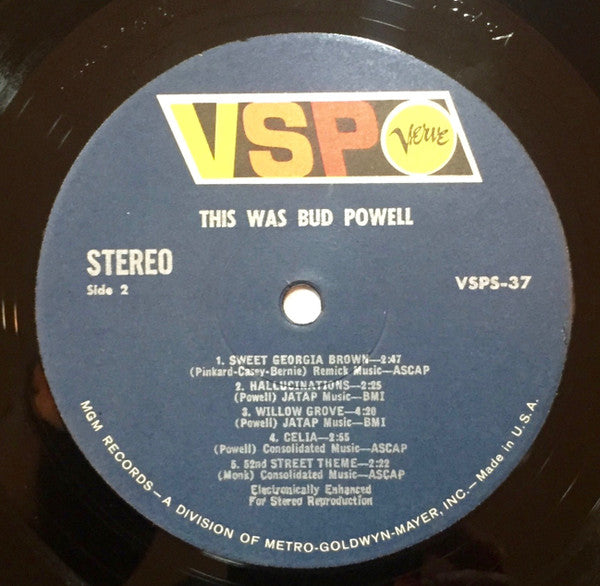 VSP Verve
THIS WAS BUD POWELL
STEREO
Side 2
VSPS-37
1. SWEET GEORGIA BROWN—2:47
(Pinkard-Casey-Bernie) Remick Music—ASCAP
2. HALLUCINATIONS—2:25
(Powell) JATAP Music—BMI
3. WILLOW GROVE—4:20
(Powell) JATAP Music—BMI
4. CELIA—2:55
(Powell) Consolidated Music—ASCAP
5. 52nd STREET THEME—2:22
(Monk) Consolidated Music—ASCAP
Electronically Enhanced
For Stereo Reproduction
MGM RECORDS—A DIVISION OF METRO-GOLDWYN-MAYER, INC.—Made in U.S.A.